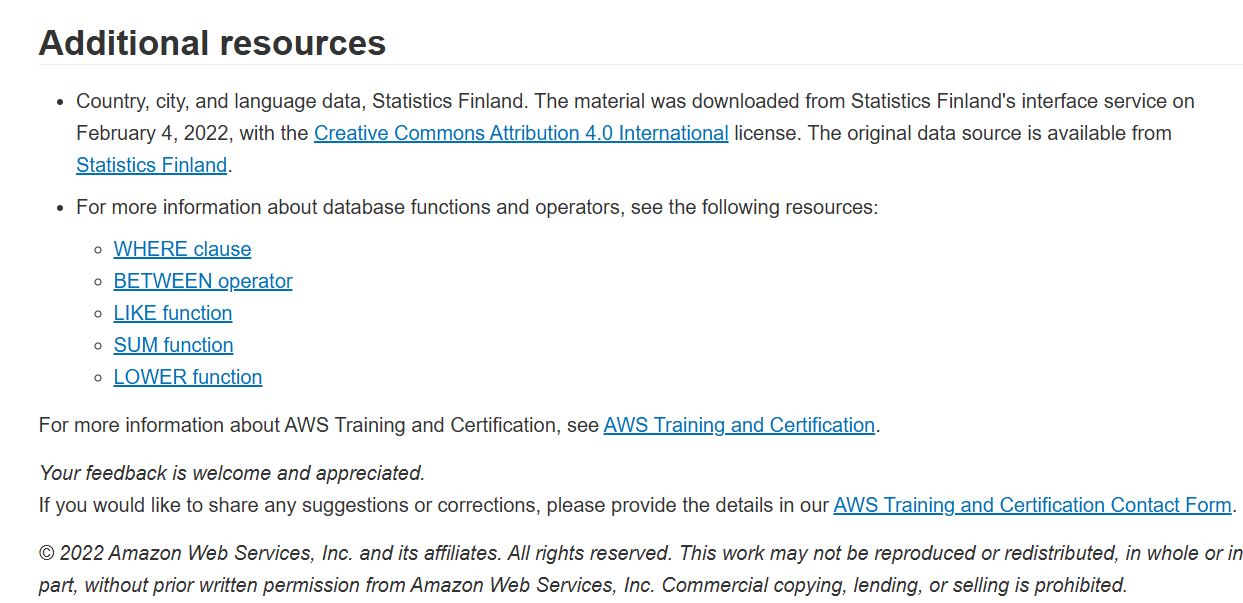 Additional resources
Country, city, and language data, Statistics Finland. The material was downloaded from Statistics Finland's interface service on
February 4, 2022, with the Creative Commons Attribution 4.0 International license. The original data source is available from
Statistics Finland.
For more information about database functions and operators, see the following resources:
WHERE clause
BETWEEN operator
LIKE function
SUM function
LOWER function
For more information about AWS Training and Certification, see AWS Training and Certification.
Your feedback is welcome and appreciated.
If you would like to share any suggestions or corrections, please provide the details in our AWS Training and Certification Contact Form.
© 2022 Amazon Web Services, Inc. and its affiliates. All rights reserved. This work may not be reproduced or redistributed, in whole or in
part, without prior written permission from Amazon Web Services, Inc. Commercial copying, lending, or selling is prohibited.